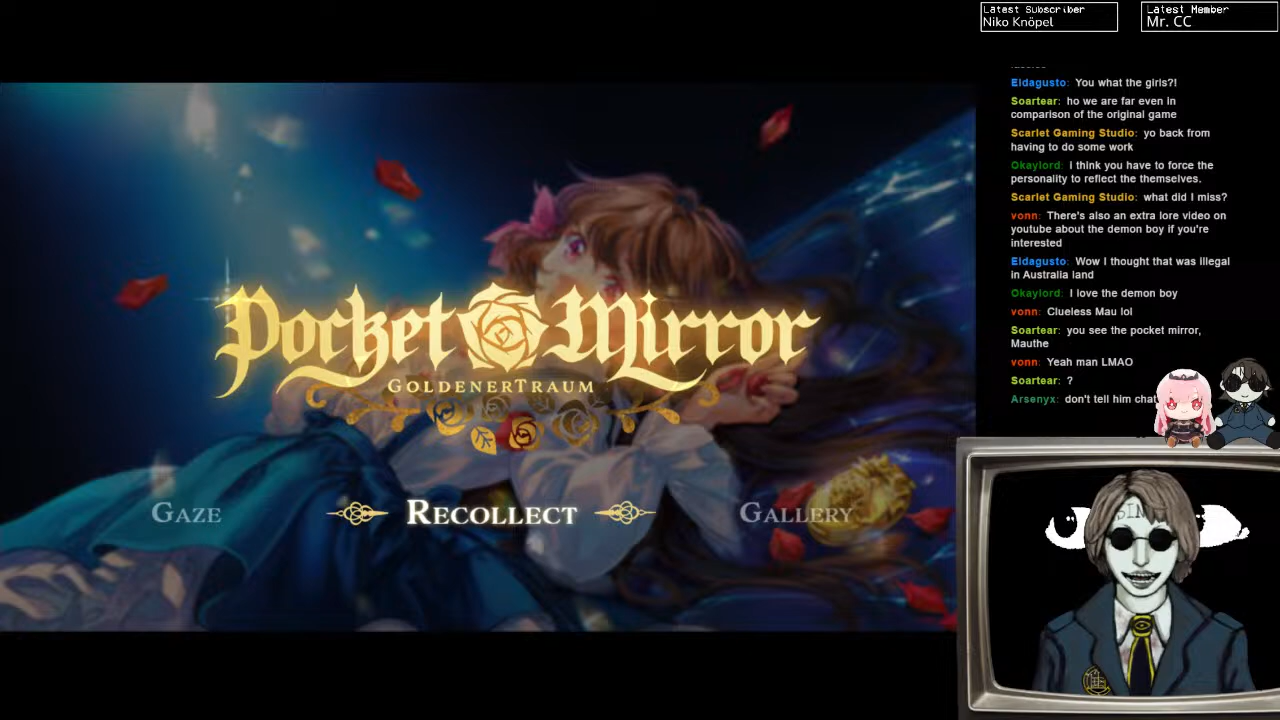 Latest Subscriber
Niko Knöpel
Latest Member
Mr. CC
Eldagusto: You what the girls?!
Soartear: ho we are far even in
comparison of the original game
Scarlet Gaming Studio: yo back from
having to do some work
Okaylord: I think you have to force the
personality to reflect the themselves.
Scarlet Gaming Studio: what did I miss?
vonn: There's also an extra lore video on
youtube about the demon boy if you're
interested
Eldagusto: Wow I thought that was illegal
in Australia land
Okaylord: I love the demon boy
vonn: Clueless Mau lol
Soartear: you see the pocket mirror,
Mauthe
vonn: Yeah man LMAO
Soartear: ?
Arsenyx: don't tell him chat
Pocket Mirror
GOLDENERTRAUM
GAZE
RECOLLECT
GALLERY